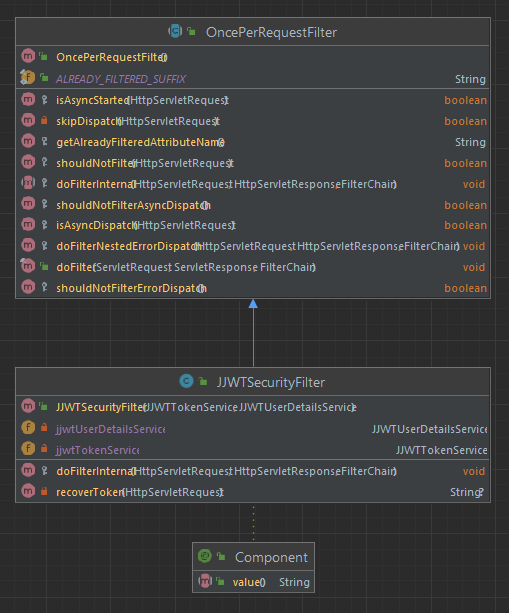 OncePerRequestFilter
OncePerRequestFilter()
ALREADY_FILTERED_SUFFIX String
isAsyncStarted(HttpServletRequest) boolean
skipDispatch(HttpServletRequest) boolean
getAlreadyFilteredAttributeName() String
shouldNotFilter(HttpServletRequest) boolean
doFilterInternal(HttpServletRequest, HttpServletResponse, FilterChain) void
shouldNotFilterAsyncDispatch() boolean
isAsyncDispatch(HttpServletRequest) boolean
doFilterNestedErrorDispatch(HttpServletRequest, HttpServletResponse, FilterChain) void
doFilter(ServletRequest, ServletResponse, FilterChain) void
shouldNotFilterErrorDispatch() boolean
JJWTSecurityFilter
JJWTSecurityFilter(JJWTTokenService, JJWTUserDetailsService)
jjwtUserDetailsService JJWTUserDetailsService
jjwtTokenService JJWTTokenService
doFilterInternal(HttpServletRequest, HttpServletResponse, FilterChain) void
recoverToken(HttpServletRequest) String?
Component
value() String